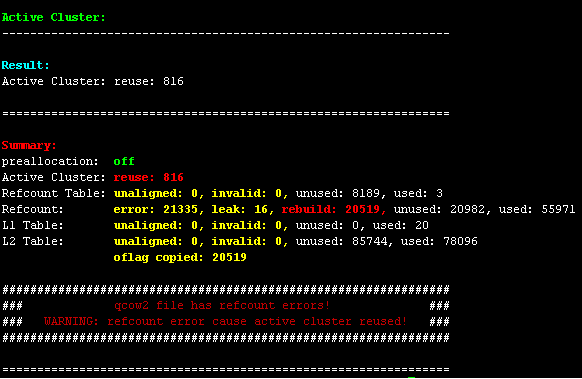 Active Cluster:
----------------------------------------------------------------
Result:
Active Cluster: reuse: 816
================================================================
Summary:
preallocation:  off
Active Cluster: reuse: 816
Refcount Table: unaligned: 0, invalid: 0, unused: 8189, used: 3
Refcount:       error: 21335, leak: 16, rebuild: 20519, unused: 20982, used: 55971
L1 Table:       unaligned: 0, invalid: 0, unused: 0, used: 20
L2 Table:       unaligned: 0, invalid: 0, unused: 85744, used: 78096
                oflag copied: 20519
################################################################
###             qcow2 file has refcount errors!              ###
###   WARNING: refcount error cause active cluster reused!   ###
################################################################
================================================================